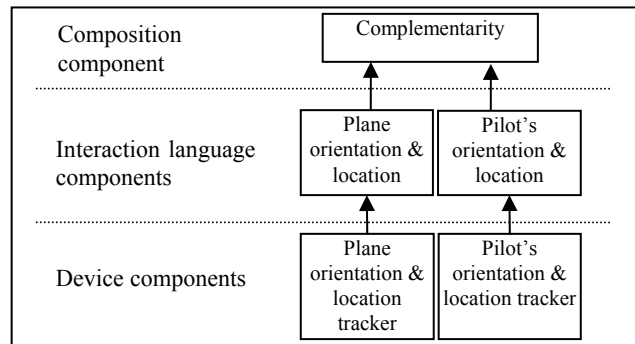 Composition
component
Complementarity
Interaction language
components
Plane
orientation &
location
Pilot's
orientation &
location
Device components
Plane
orientation &
location
tracker
Pilot's
orientation &
location tracker